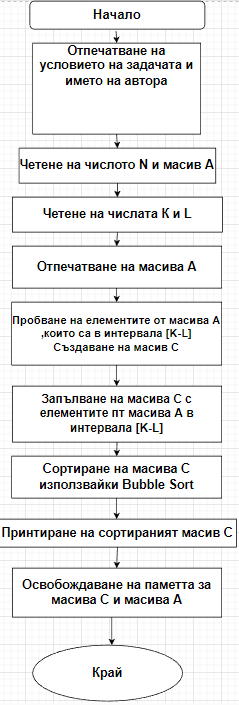 Начало
Отпечатване на
условието на задачата и
името на автора
Четене на числото N и масив A
Четене на числата K и L
Отпечатване на масива A
Пробване на елементите от масива A
,които са в интервала [K-L]
Създаване на масив C
Запълване на масива C с
елементите пт масива A в
интервала [K-L]
Сортиране на масива C
използвайки Bubble Sort
Принтиране на сортираният масив C
Освобождаване на паметта за
масива C и масива A
Край